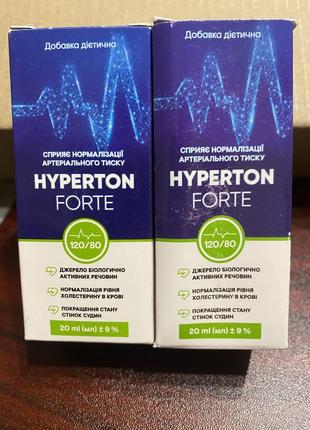 Добавка дієтична
СПРИЯЄ НОРМАЛІЗАЦІЇ
АРТЕРІАЛЬНОГО ТИСКУ
HYPERTON
FORTE
120/80
ДЖЕРЕЛО БІОЛОГІЧНО
АКТИВНИХ РЕЧОВИН
НОРМАЛІЗАЦІЯ РІВНЯ
ХОЛЕСТЕРИНУ В КРОВІ
ПОКРАЩЕННЯ СТАНУ
СТІНОК СУДИН
20 ml (мл) ± 9 %
Добавка дієтична
СПРИЯЄ НОРМАЛІЗАЦІЇ
АРТЕРІАЛЬНОГО ТИСКУ
HYPERTON
FORTE
120/80
ДЖЕРЕЛО БІОЛОГІЧНО
АКТИВНИХ РЕЧОВИН
НОРМАЛІЗАЦІЯ РІВНЯ
ХОЛЕСТЕРИНУ В КРОВІ
ПОКРАЩЕННЯ СТАНУ
СТІНОК СУДИН
20 ml (мл) ± 9 %